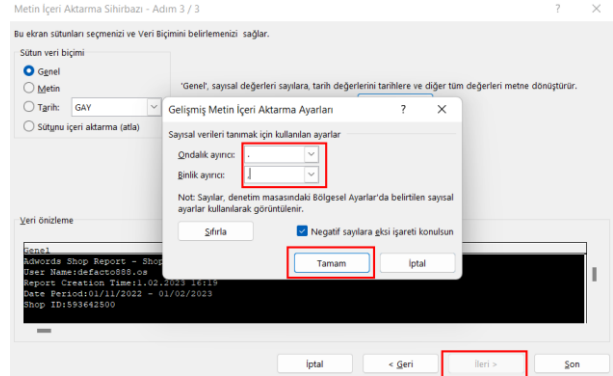 Metin İçeri Aktarma Sihirbazı - Adım 3 / 3
? ×
Bu ekran sütunları seçmenizi ve Veri Biçimini belirlemenizi sağlar.
Sütun veri biçimi
Genel
Metin
Tarih: GAY
Sütunu içeri aktarma (atla)
'Genel', sayısal değerleri sayılara, tarih değerlerini tarihlere ve diğer tüm değerleri metne dönüştürür.
Gelişmiş Metin İçeri Aktarma Ayarları
? ×
Sayısal verileri tanımak için kullanılan ayarlar
Ondalık ayırıcı: .
Binlik ayırıcı: ,
Not: Sayılar, denetim masasındaki Bölgesel Ayarlar'da belirtilen sayısal
ayarlar kullanılarak görüntülenir.
Sıfırla
Negatif sayılara eksi işareti konulsun
Tamam
İptal
Veri önizleme
Genel
Adwords Shop Report - Shop
User Name:defacto888.os
Report Creation Time:1.02.2023 16:19
Date Period:01/11/2022 - 01/02/2023
Shop ID:593642500
İptal
< Geri
İleri >
Son